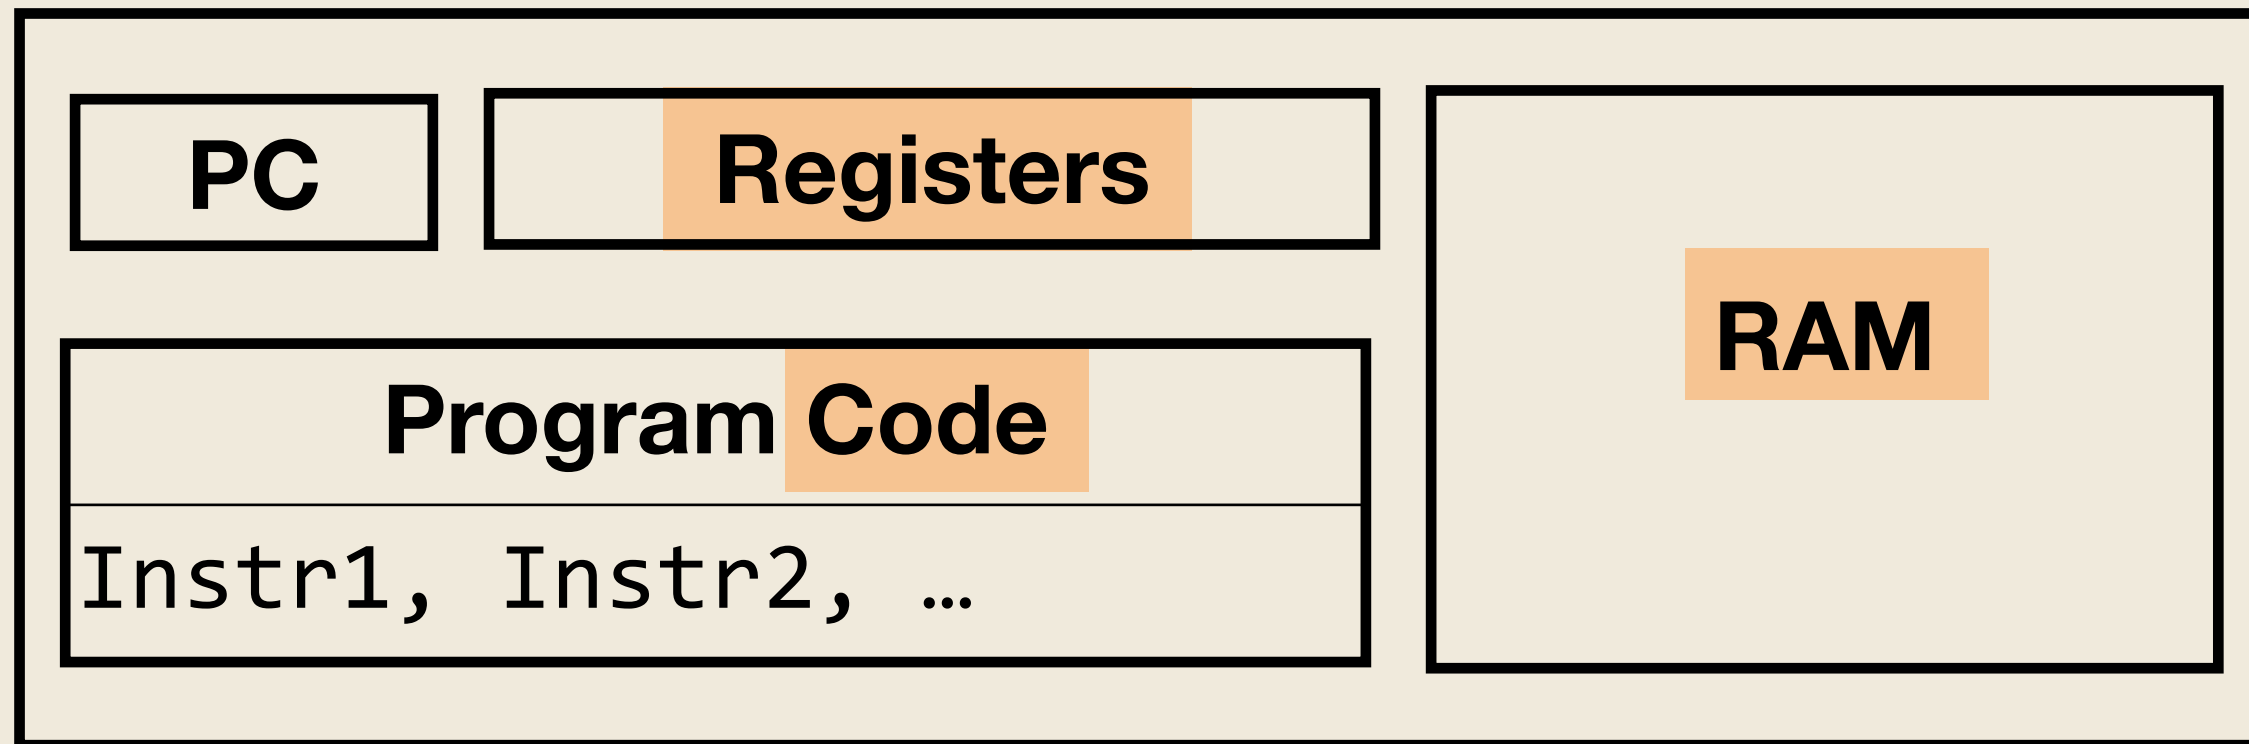 PC
Registers
RAM
Program Code
Instr1, Instr2, …